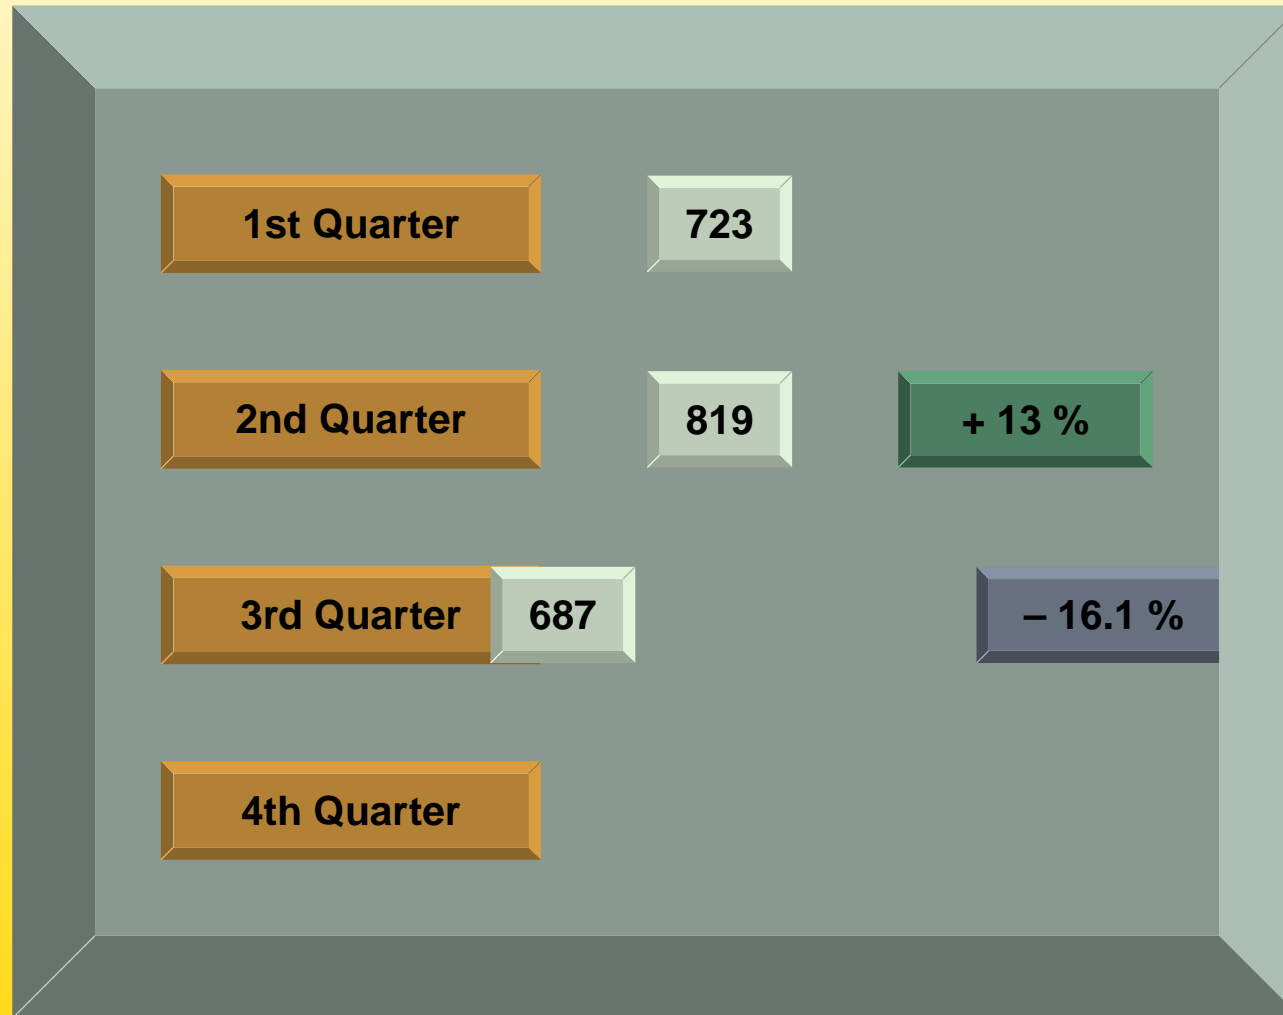 1st Quarter 723
2nd Quarter 819 + 13 %
3rd Quarter 687 – 16.1 %
4th Quarter